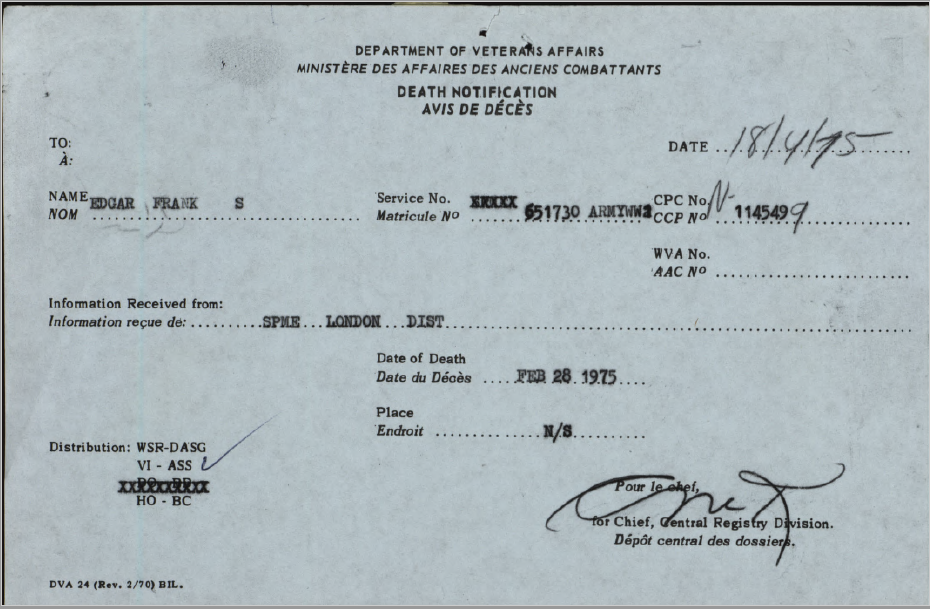 DEPARTMENT OF VETERANS AFFAIRS
MINISTÈRE DES AFFAIRES DES ANCIENS COMBATTANTS
DEATH NOTIFICATION
AVIS DE DÉCÈS
TO:
À:
DATE 18/4/75
NAME EDGAR FRANK S
NOM
Service No.
Matricule Nº 651730 ARMYWW2
CPC No. N-
CCP Nº 1145499
WVA No.
AAC Nº
Information Received from:
Information reçue de: SPME LONDON DIST
Date of Death
Date du Décès FEB 28 1975
Place
Endroit N/S
Distribution: WSR-DASG
VI - ASS
HO - BC
Pour le chef,
for Chief, Central Registry Division.
Dépôt central des dossiers.
DVA 24 (Rev. 2/70) BIL.